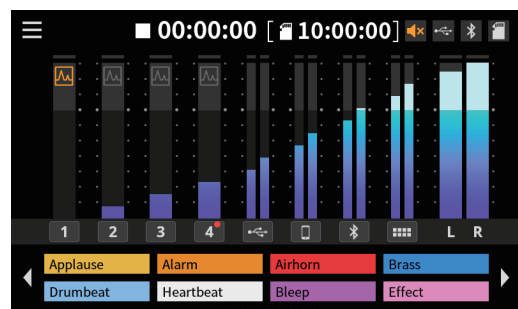 00:00:00 [ 10:00:00]
1 2 3 4 L R
Applause Alarm Airhorn Brass
Drumbeat Heartbeat Bleep Effect